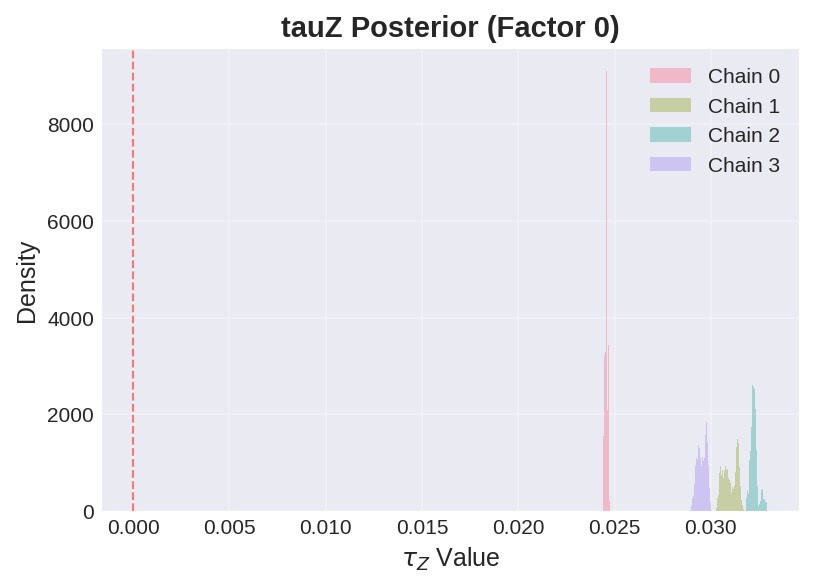 tauZ Posterior (Factor 0)
Chain 0
Chain 1
Chain 2
Chain 3
Density
8000
6000
4000
2000
0
0.000 0.005 0.010 0.015 0.020 0.025 0.030
τZ Value